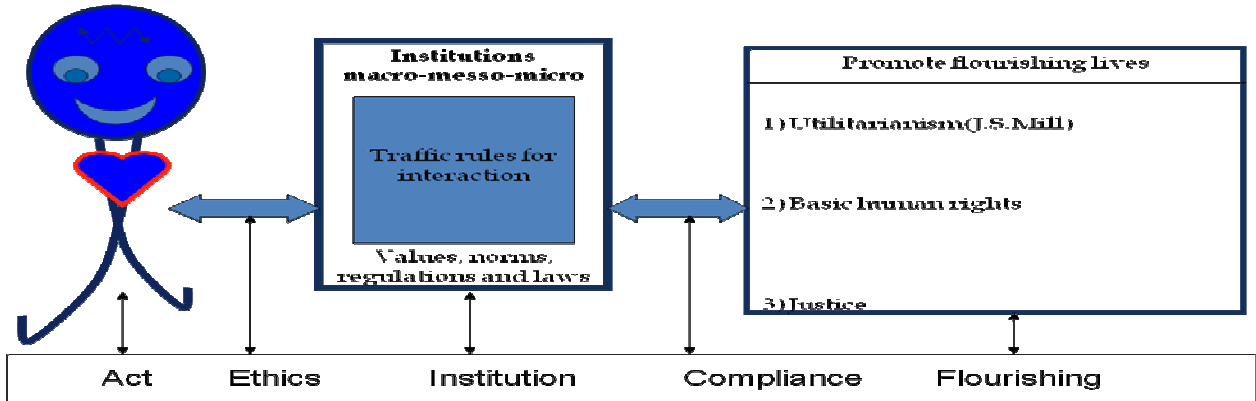 Institutions
macro-messo-micro
Traffic rules for
interaction
Values, norms,
regulations and laws
Promote flourishing lives
1) Utilitarianism(J.S.Mill)
2) Basic human rights
3) Justice
Act Ethics Institution Compliance Flourishing